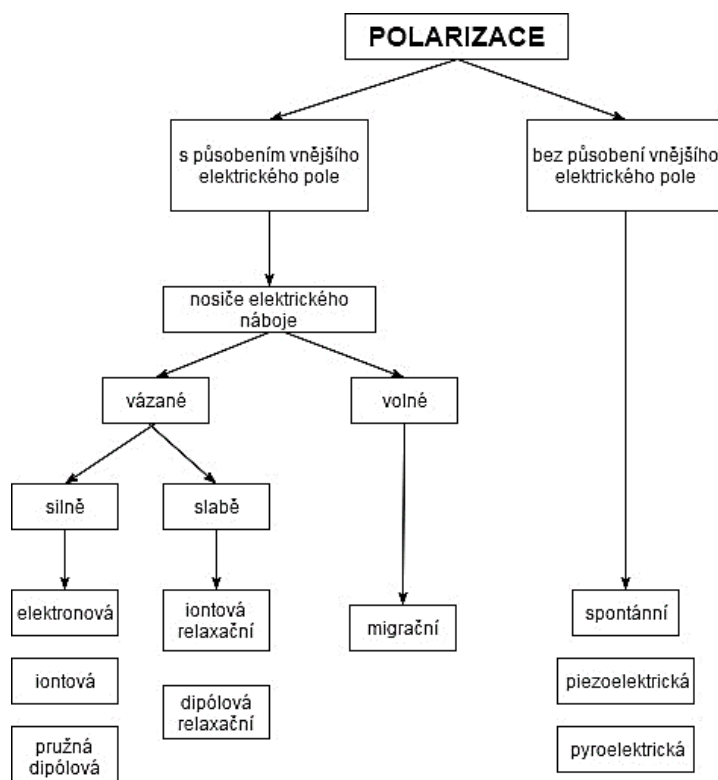 POLARIZACE
s působením vnějšího
elektrického pole
bez působení vnějšího
elektrického pole
nosiče elektrického
náboje
vázané
volné
silně
slabě
elektronová
iontová
relaxační
migrační
spontánní
iontová
dipólová
relaxační
piezoelektrická
pružná
dipólová
pyroelektrická